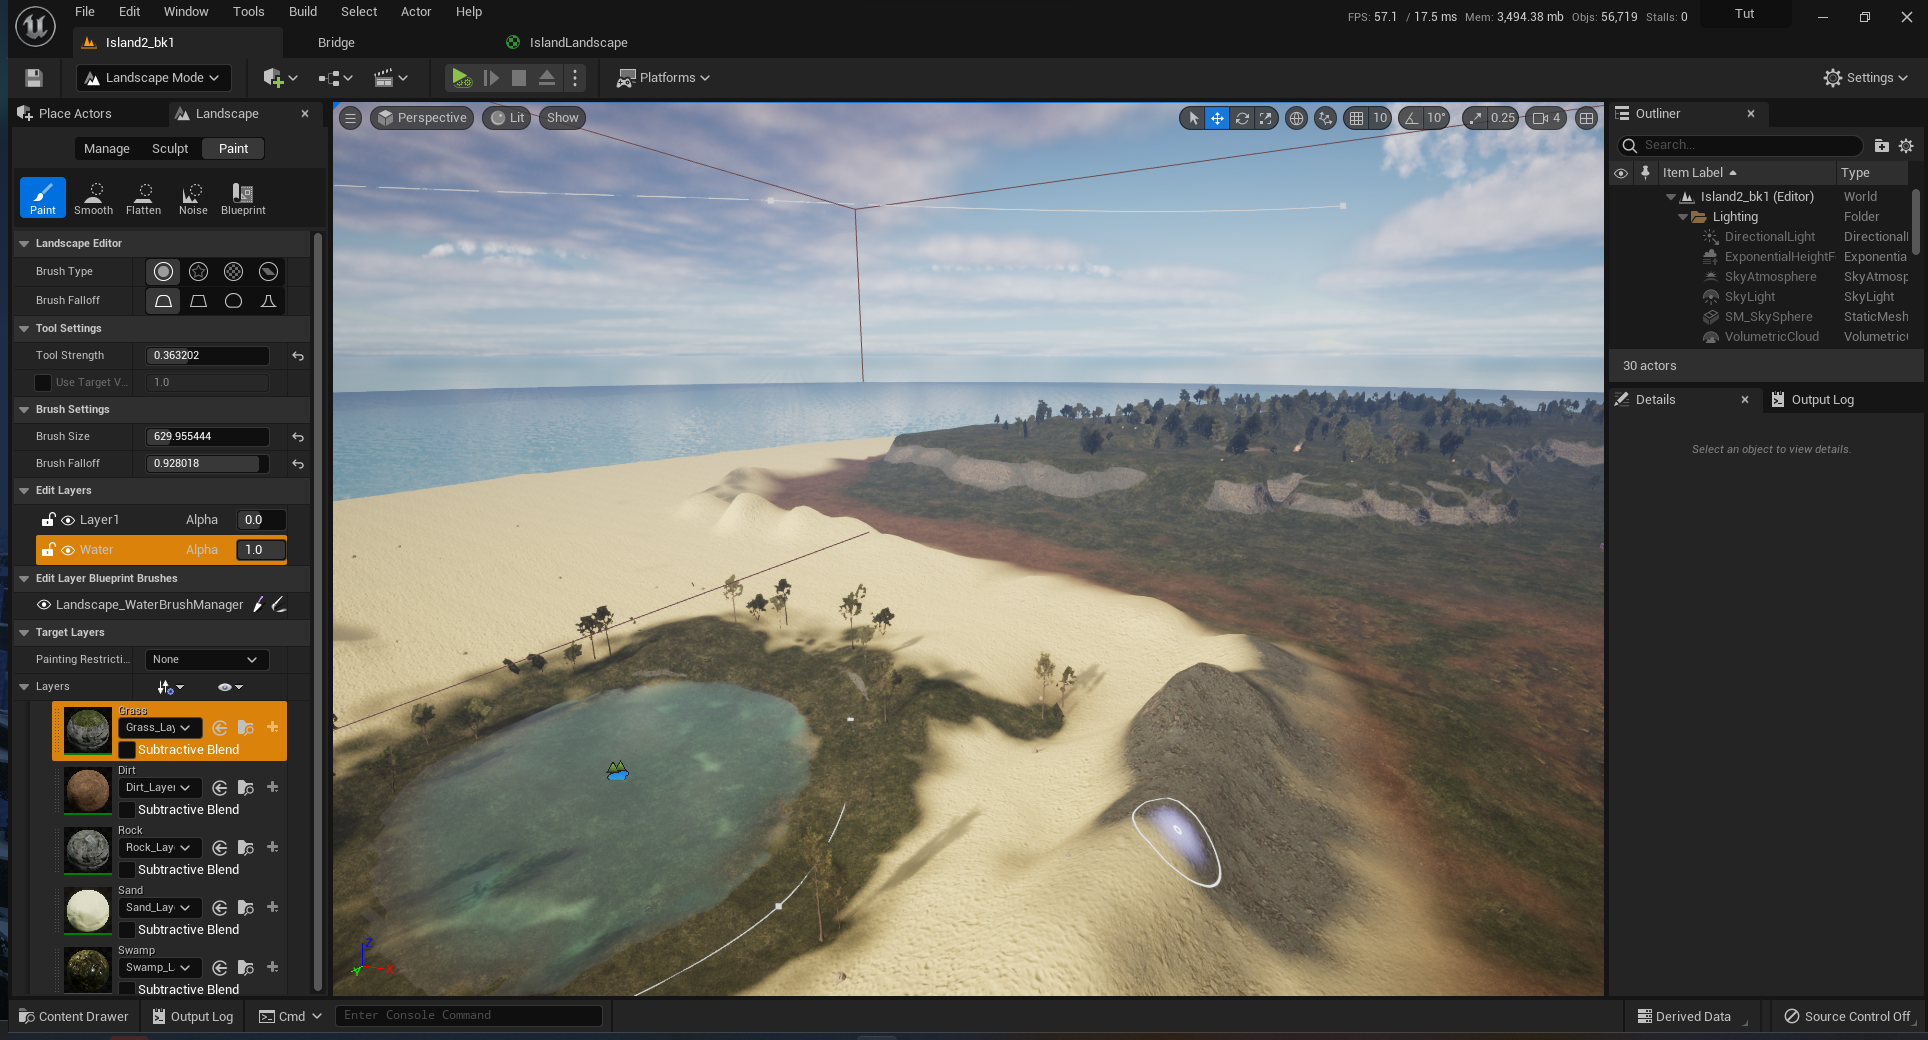 File Edit Window Tools Build Select Actor Help
FPS: 57.1 / 17.5 ms Mem: 3,494.38 mb Objs: 56,719 Stalls: 0
Tut
Island2_bk1
Bridge
IslandLandscape
Landscape Mode
Platforms
Settings
Place Actors
Landscape
Manage Sculpt Paint
Paint Smooth Flatten Noise Blueprint
Landscape Editor
Brush Type
Brush Falloff
Tool Settings
Tool Strength 0.363202
Use Target V... 1.0
Brush Settings
Brush Size 629.955444
Brush Falloff 0.928018
Edit Layers
Layer1 Alpha 0.0
Water Alpha 1.0
Edit Layer Blueprint Brushes
Landscape_WaterBrushManager
Target Layers
Painting Restricti... None
Layers
Grass
Grass_Lay
Subtractive Blend
Dirt
Dirt_Layer
Subtractive Blend
Rock
Rock_Lay
Subtractive Blend
Sand
Sand_Lay
Subtractive Blend
Swamp
Swamp_L
Subtractive Blend
Perspective Lit Show
10 10° 0.25 4
Z
X
Outliner
Search...
Item Label Type
Island2_bk1 (Editor) World
Lighting Folder
DirectionalLight Directional
ExponentialHeightF Exponentia
SkyAtmosphere SkyAtmosp
SkyLight SkyLight
SM_SkySphere StaticMesh
VolumetricCloud Volumetric
30 actors
Details
Output Log
Select an object to view details.
Content Drawer
Output Log
Cmd
Enter Console Command
Derived Data
Source Control Off